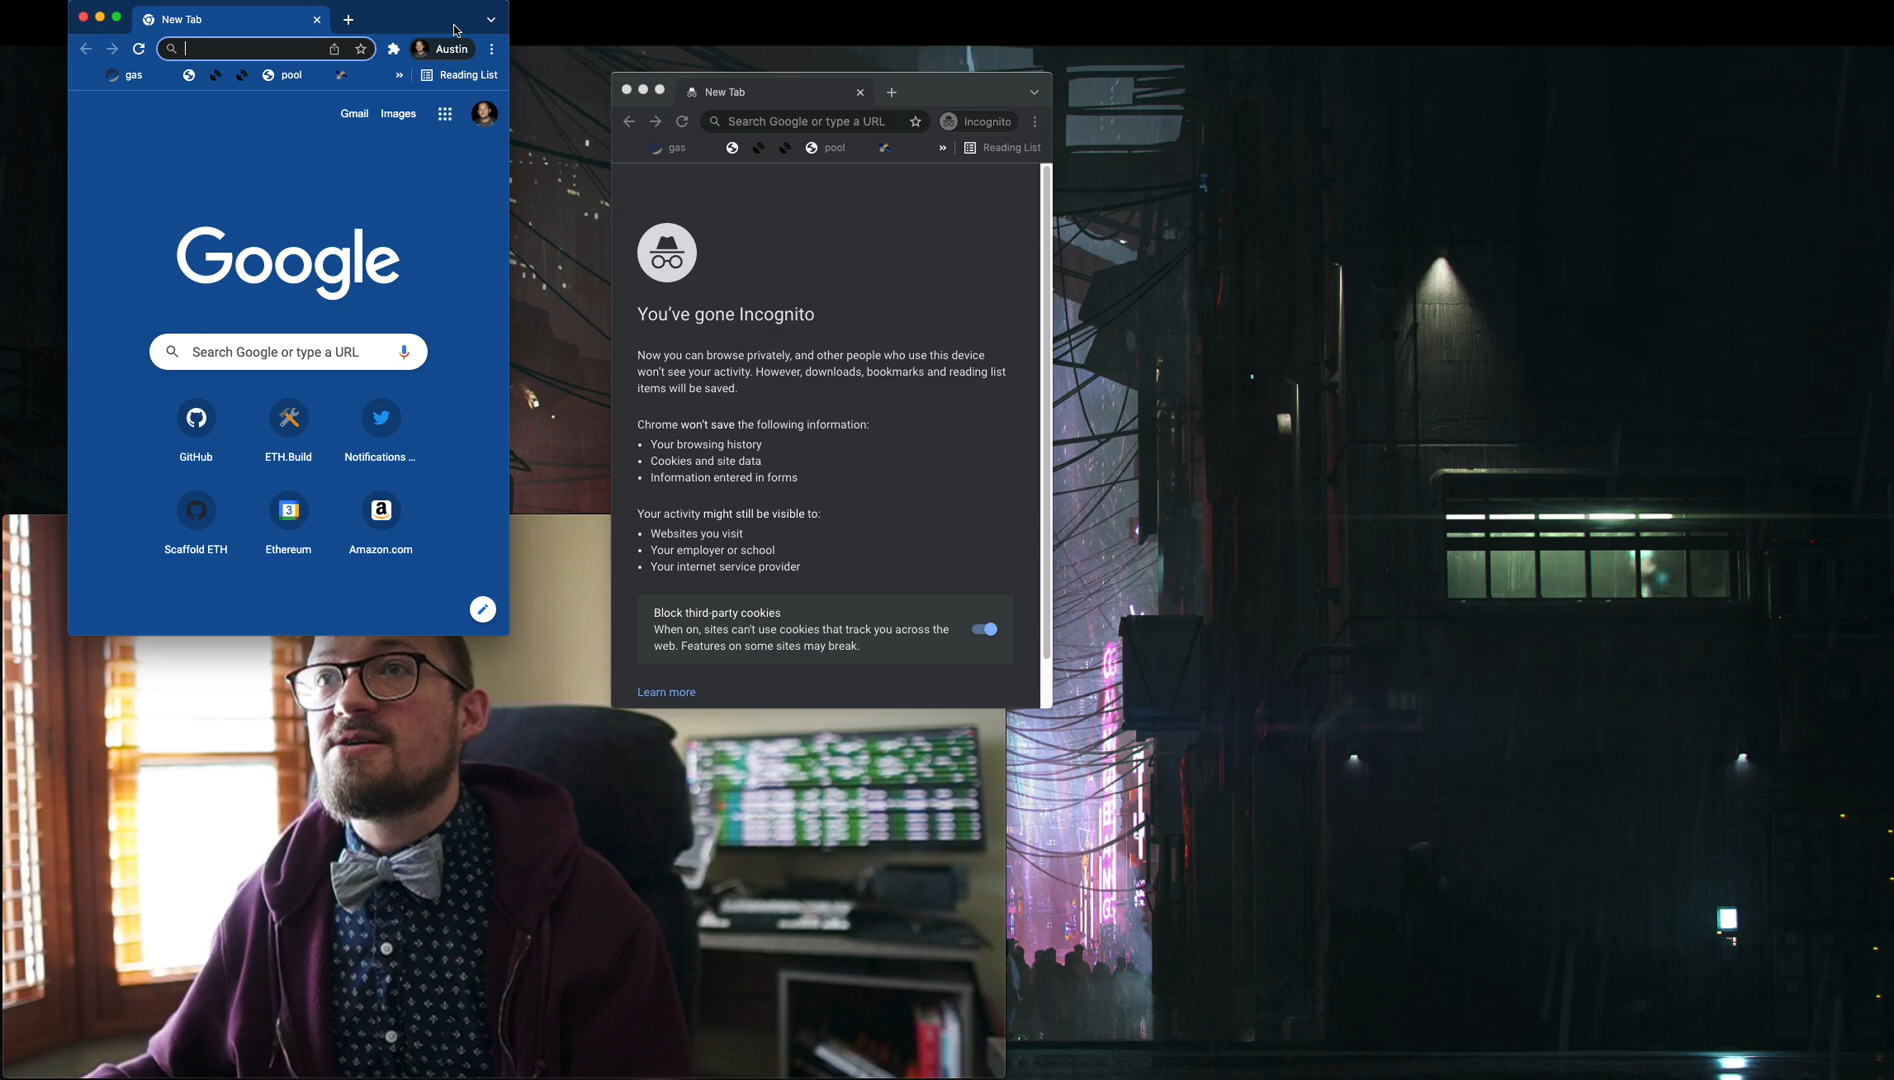 New Tab
Austin
gas
pool
»
Reading List
Gmail
Images
Google
Search Google or type a URL
GitHub
ETH.Build
Notifications ...
Scaffold ETH
3
Ethereum
a
Amazon.com
New Tab
Search Google or type a URL
Incognito
gas
pool
»
Reading List
You've gone Incognito
Now you can browse privately, and other people who use this device
won't see your activity. However, downloads, bookmarks and reading list
items will be saved.
Chrome won't save the following information:
• Your browsing history
• Cookies and site data
• Information entered in forms
Your activity might still be visible to:
• Websites you visit
• Your employer or school
• Your internet service provider
Block third-party cookies
When on, sites can't use cookies that track you across the
web. Features on some sites may break.
Learn more